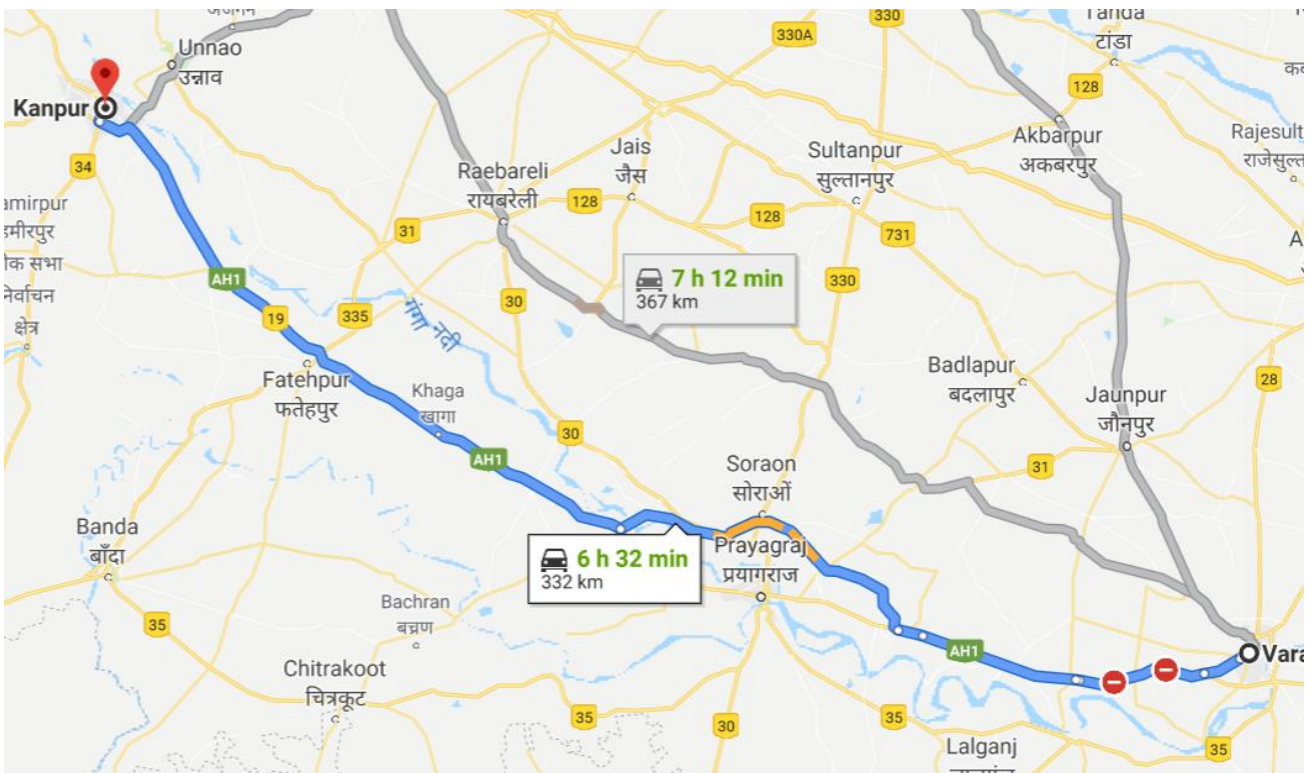 330
330A
Tanda
टांडा
Unnao
उन्नाव
Kanpur
128
34
Akbarpur
अकबरपुर
Jais
जैस
Sultanpur
सुल्तानपुर
Raebareli
रायबरेली
128
128
31
731
हमीरपुर
क सभा
निर्वाचन
क्षेत्र
AH1
7 h 12 min
367 km
330
30
335
19
गंगा नदी
Fatehpur
फतेहपुर
Khaga
खागा
Badlapur
बदलापुर
28
Jaunpur
जौनपुर
30
AH1
31
Soraon
सोराओं
Banda
बाँदा
6 h 32 min
332 km
Prayagraj
प्रयागराज
Bachran
बच्रण
35
AH1
Vara
Chitrakoot
चित्रकूट
35
30
35
35
Lalganj